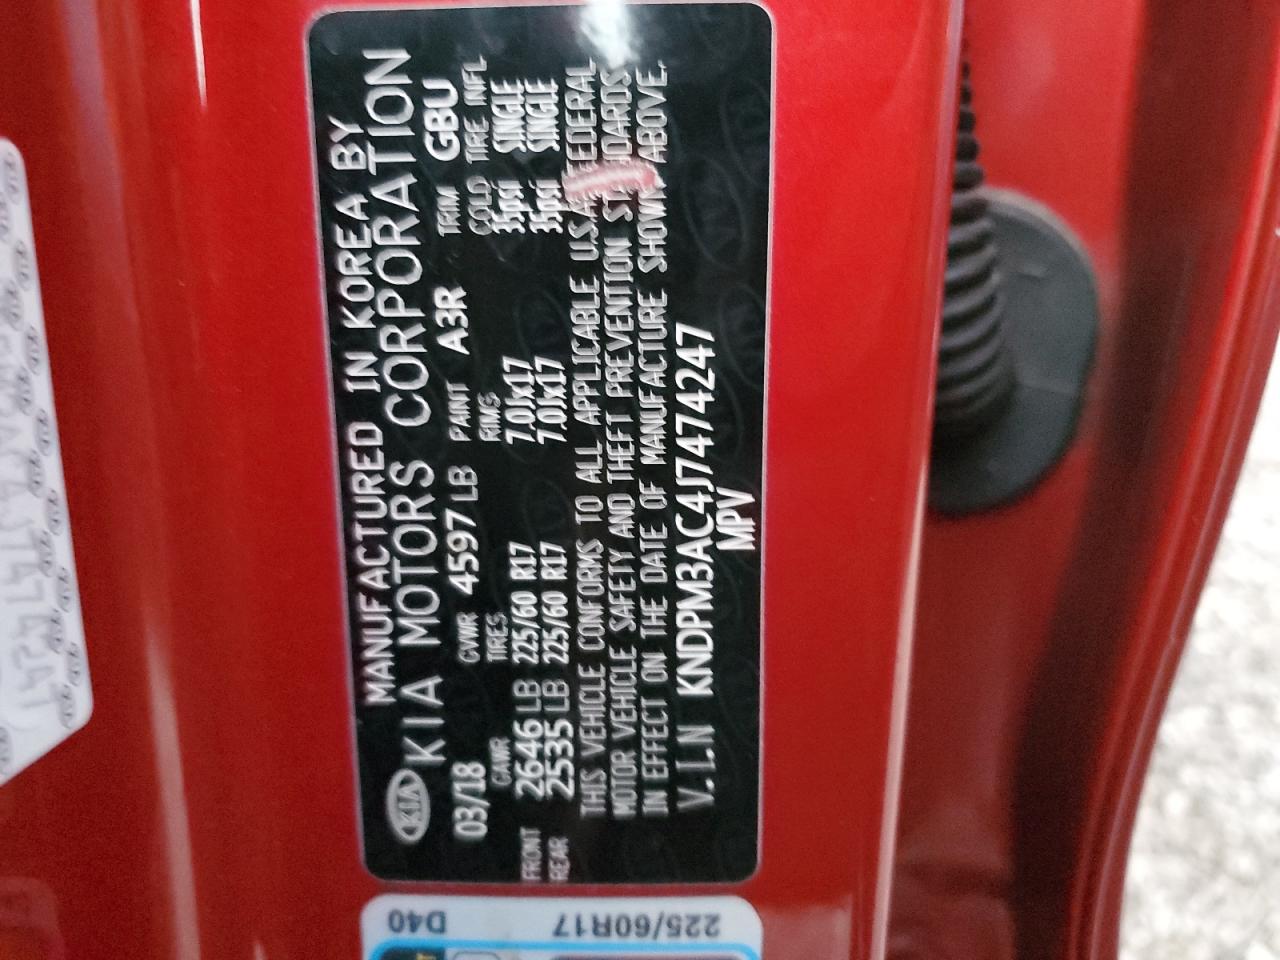 MANUFACTURED IN KOREA BY
KIA KIA MOTORS CORPORATION
03/18 GVWR 4597 LB PAINT A3R TRIM GBU
GAWR TIRES RIMS COLD TIRE INFL
FRONT 2646 LB 225/60 R17 7.0Jx17 35psi SINGLE
REAR 2535 LB 225/60 R17 7.0Jx17 35psi SINGLE
THIS VEHICLE CONFORMS TO ALL APPLICABLE U.S.A FEDERAL
MOTOR VEHICLE SAFETY AND THEFT PREVENTION
IN EFFECT ON THE DATE OF MANUFACTURE SHOWN ABOVE.
V.I.N KNDPM3AC4J7474247
MPV
D40
225/60R17